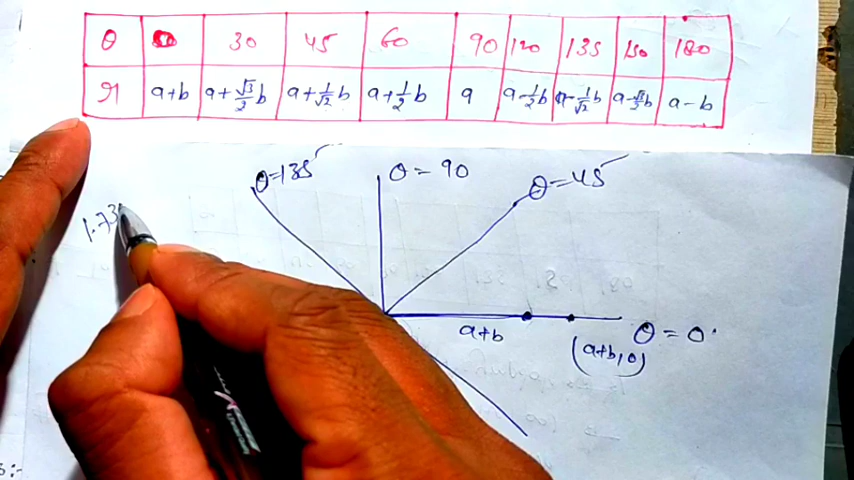 θ 30 45 60 90 120 135 150 180
r a+b a+√3/2 b a+1/√2 b a+1/2 b a a-1/2 b a-1/√2 b a-√3/2 b a-b
θ=135 θ=90 θ=45
1.73
a+b θ=0°
(a+b,0)